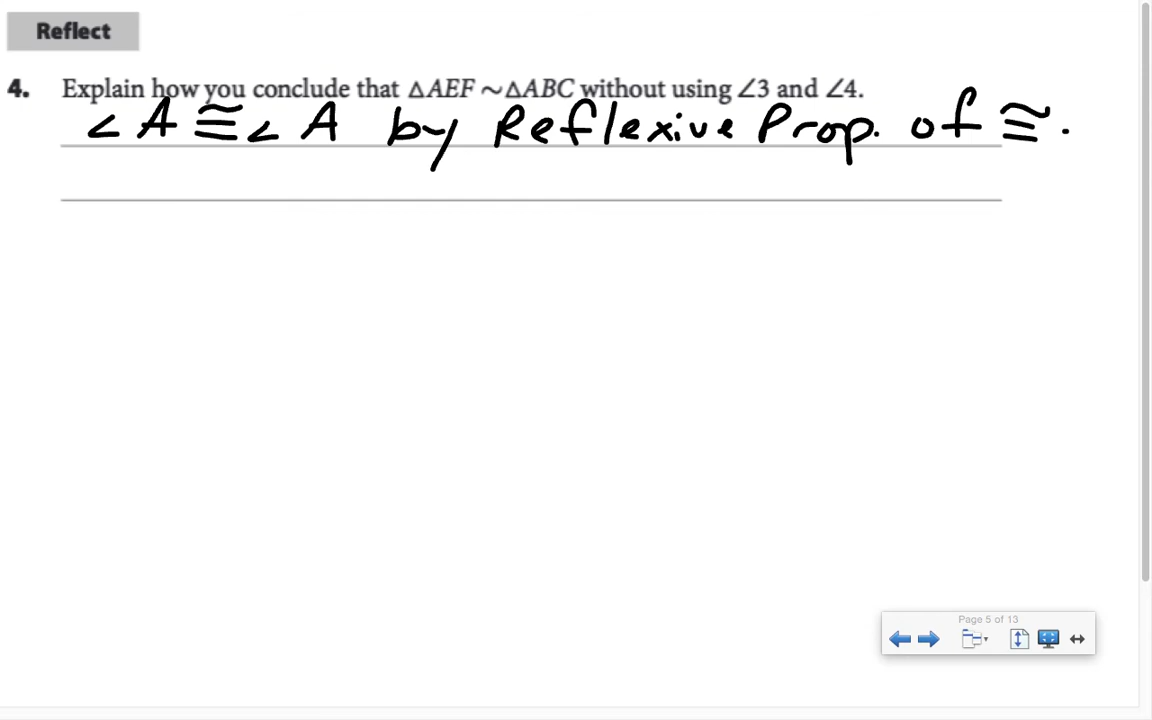 Reflect
4. Explain how you conclude that △AEF ~ △ABC without using ∠3 and ∠4.
∠A ≅ ∠A by Reflexive Prop. of ≅.
Page 5 of 13